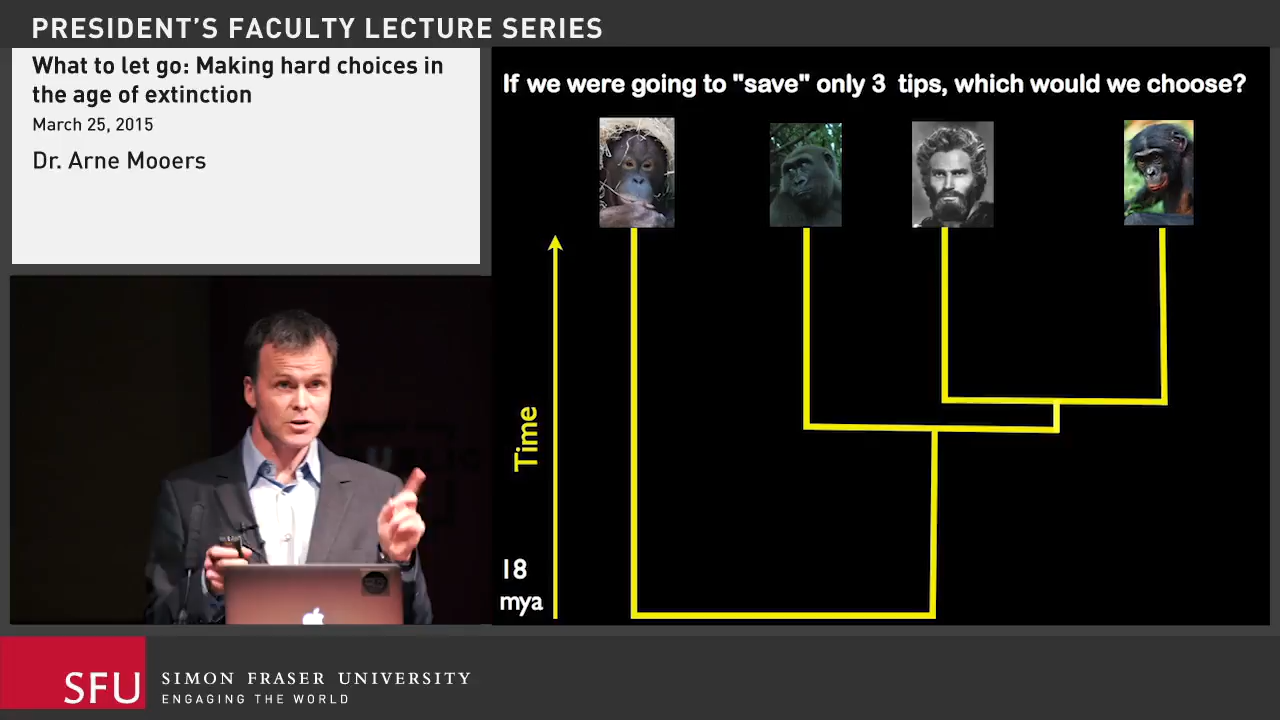 PRESIDENT'S FACULTY LECTURE SERIES
What to let go: Making hard choices in
the age of extinction
March 25, 2015
Dr. Arne Mooers
If we were going to "save" only 3 tips, which would we choose?
Time
18
mya
SFU
SIMON FRASER UNIVERSITY
ENGAGING THE WORLD